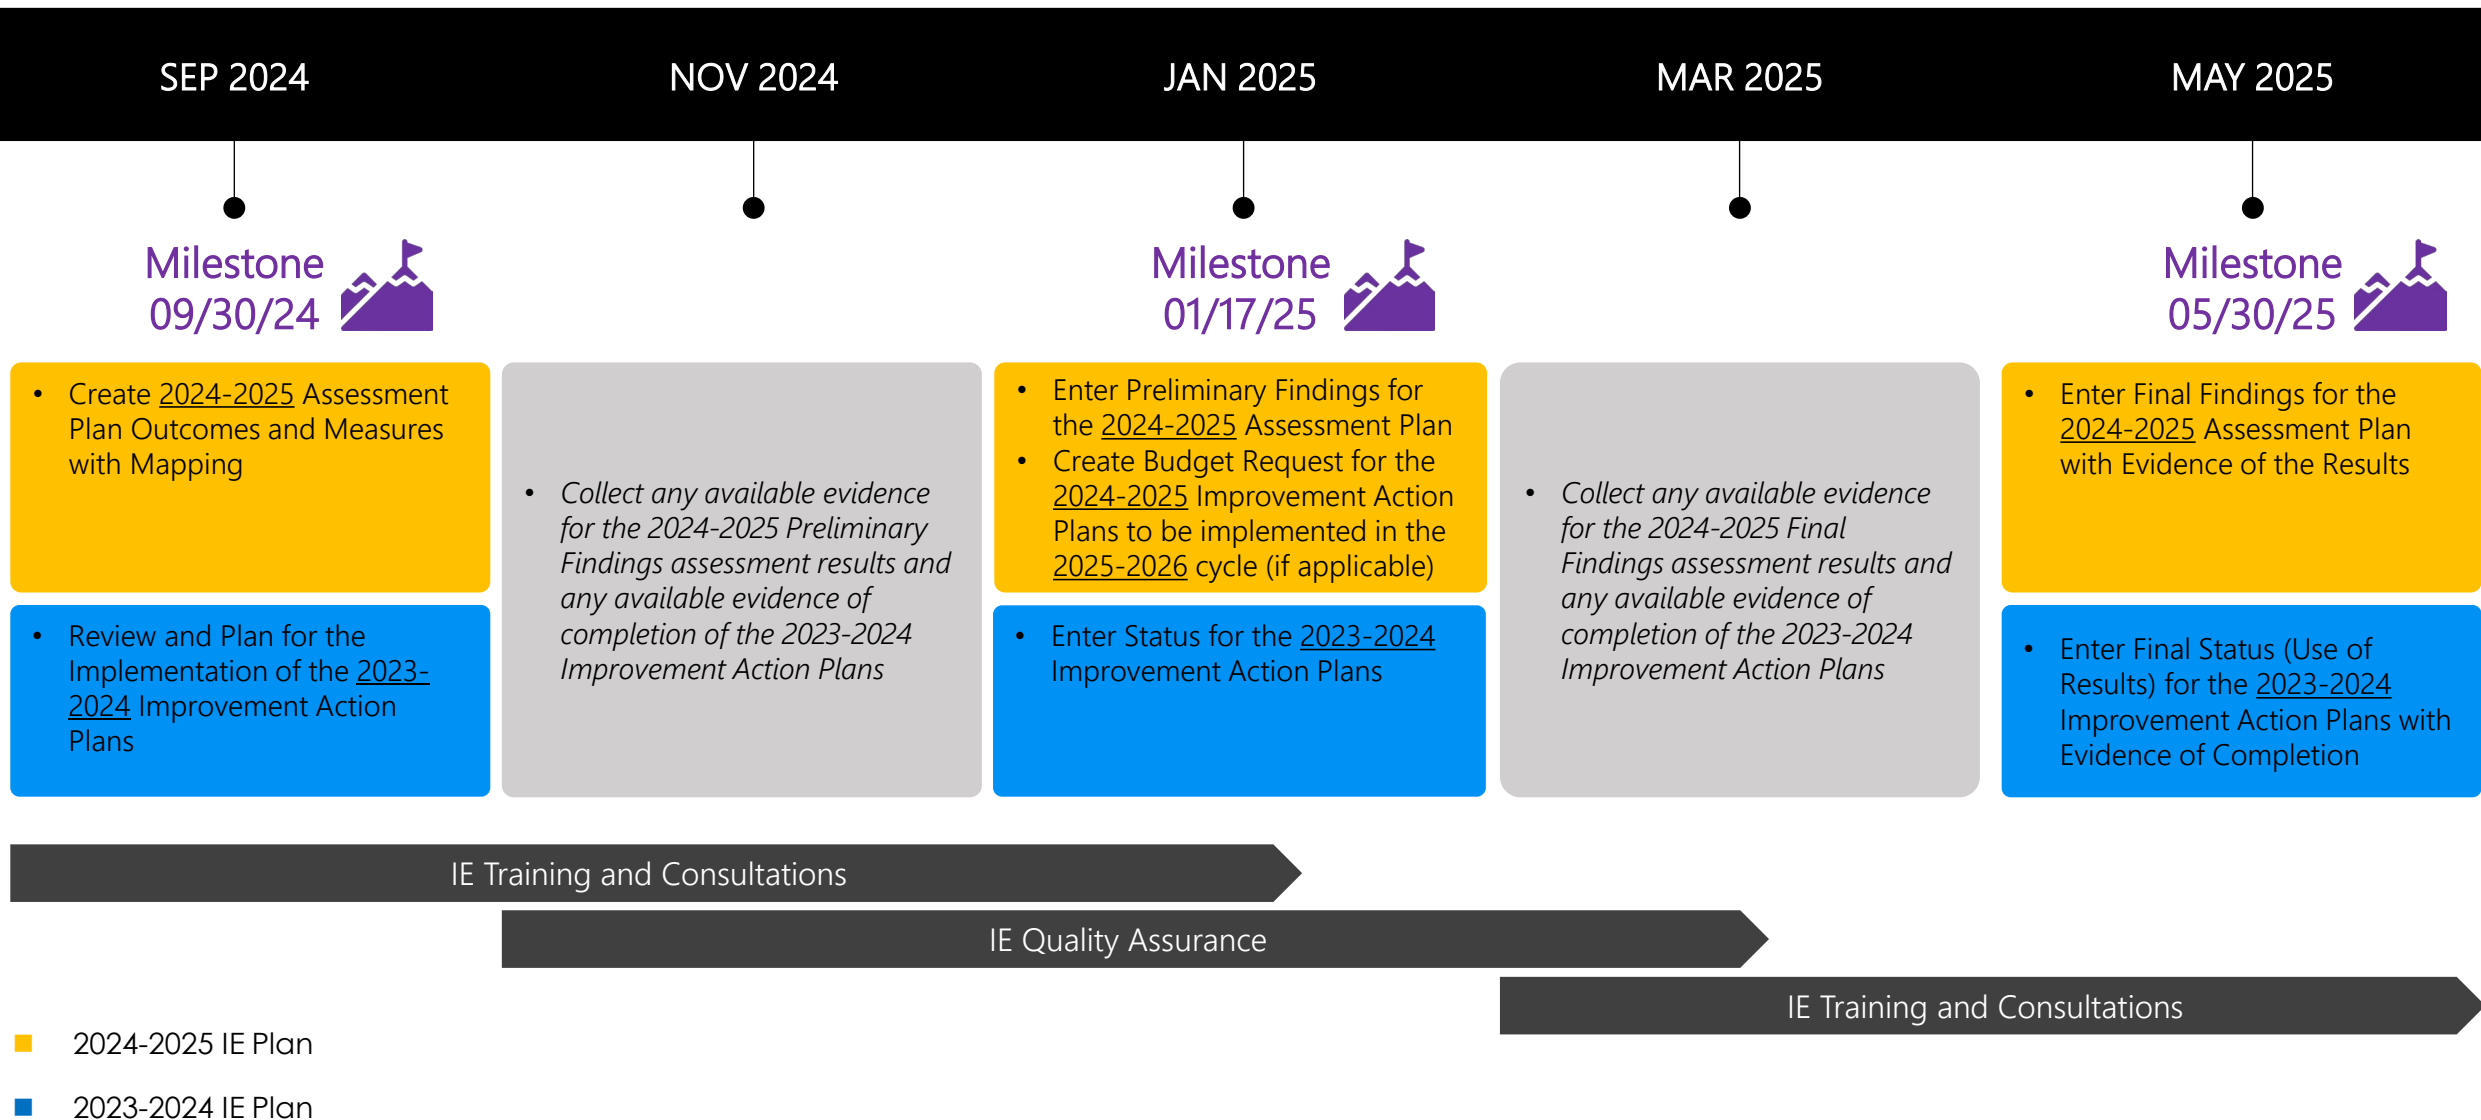 SEP 2024
NOV 2024
JAN 2025
MAR 2025
MAY 2025
Milestone
09/30/24
Milestone
01/17/25
Milestone
05/30/25
• Create 2024-2025 Assessment
Plan Outcomes and Measures
with Mapping
• Review and Plan for the
Implementation of the 2023-
2024 Improvement Action
Plans
• Collect any available evidence
for the 2024-2025 Preliminary
Findings assessment results and
any available evidence of
completion of the 2023-2024
Improvement Action Plans
• Enter Preliminary Findings for
the 2024-2025 Assessment Plan
• Create Budget Request for the
2024-2025 Improvement Action
Plans to be implemented in the
2025-2026 cycle (if applicable)
• Enter Status for the 2023-2024
Improvement Action Plans
• Collect any available evidence
for the 2024-2025 Final
Findings assessment results and
any available evidence of
completion of the 2023-2024
Improvement Action Plans
• Enter Final Findings for the
2024-2025 Assessment Plan
with Evidence of the Results
• Enter Final Status (Use of
Results) for the 2023-2024
Improvement Action Plans with
Evidence of Completion
IE Training and Consultations
IE Quality Assurance
IE Training and Consultations
2024-2025 IE Plan
2023-2024 IE Plan